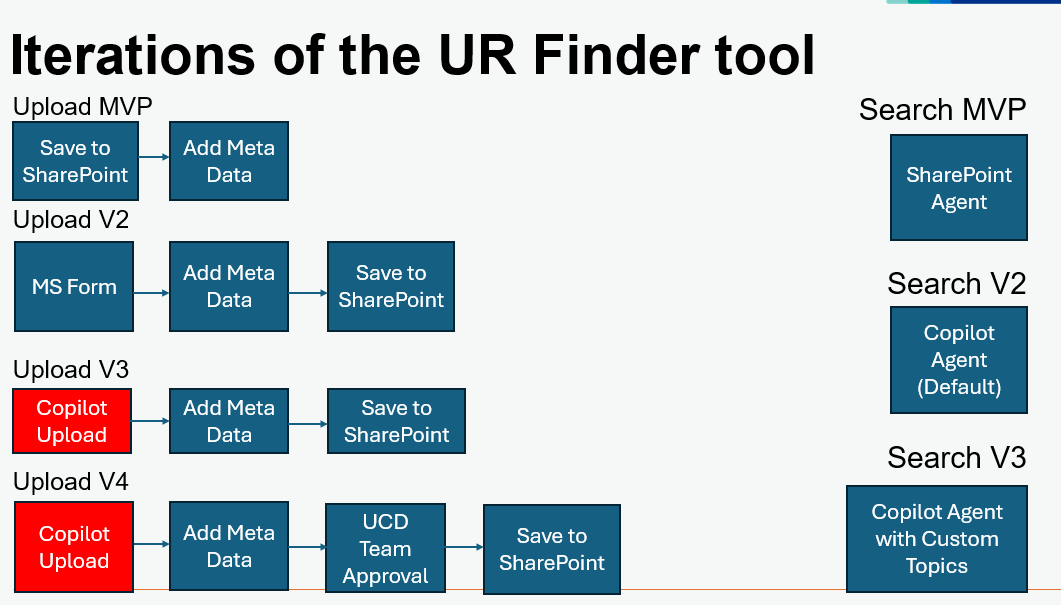 Iterations of the UR Finder tool
Upload MVP
Save to
SharePoint
Add Meta
Data
Upload V2
MS Form
Add Meta
Data
Save to
SharePoint
Upload V3
Copilot
Upload
Add Meta
Data
Save to
SharePoint
Upload V4
Copilot
Upload
Add Meta
Data
UCD
Team
Approval
Save to
SharePoint
Search MVP
SharePoint
Agent
Search V2
Copilot
Agent
(Default)
Search V3
Copilot Agent
with Custom
Topics